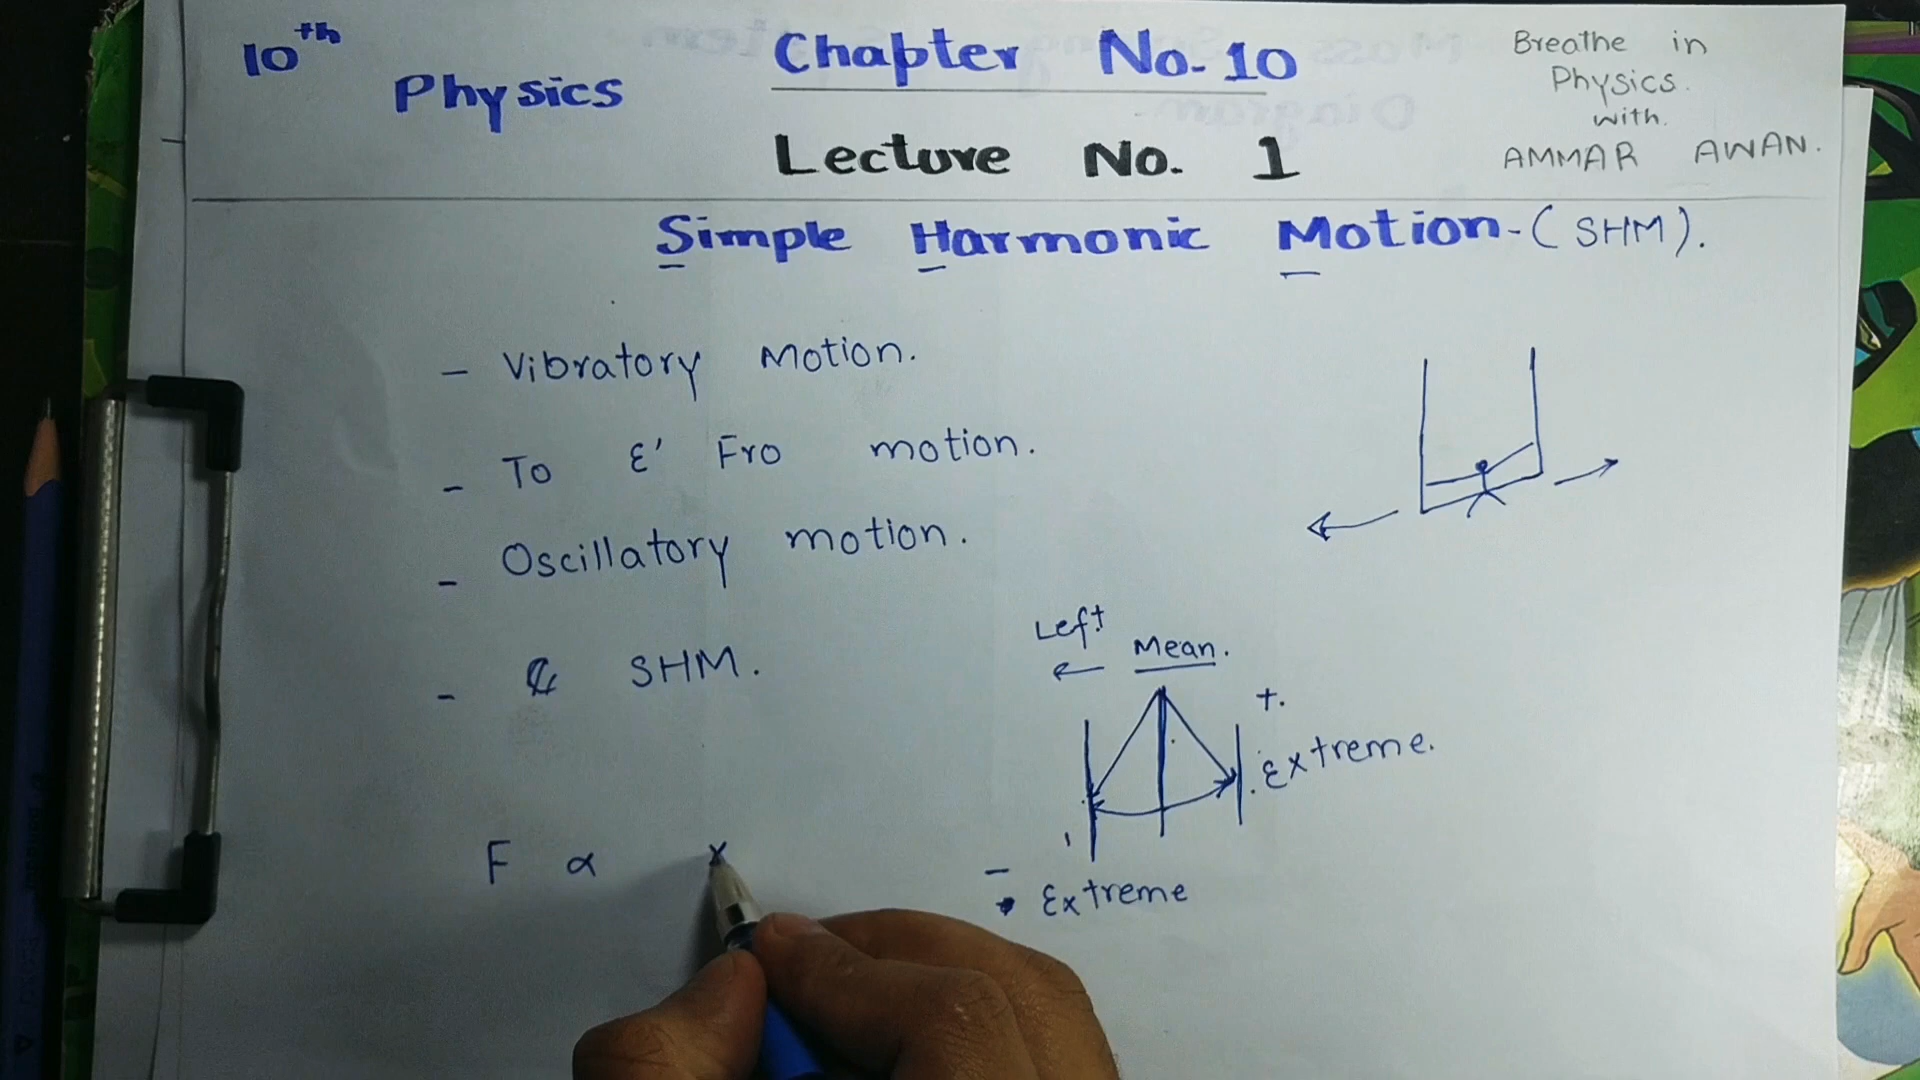 10th
Physics
Chapter No. 10
Lecture No. 1
Breathe in
Physics.
with.
AMMAR AWAN.
Simple Harmonic Motion - (SHM).
- Vibratory Motion.
- To & Fro motion.
- Oscillatory motion.
- & SHM.
Left
Mean.
+.
Extreme.
-
Extreme
F ∝ x